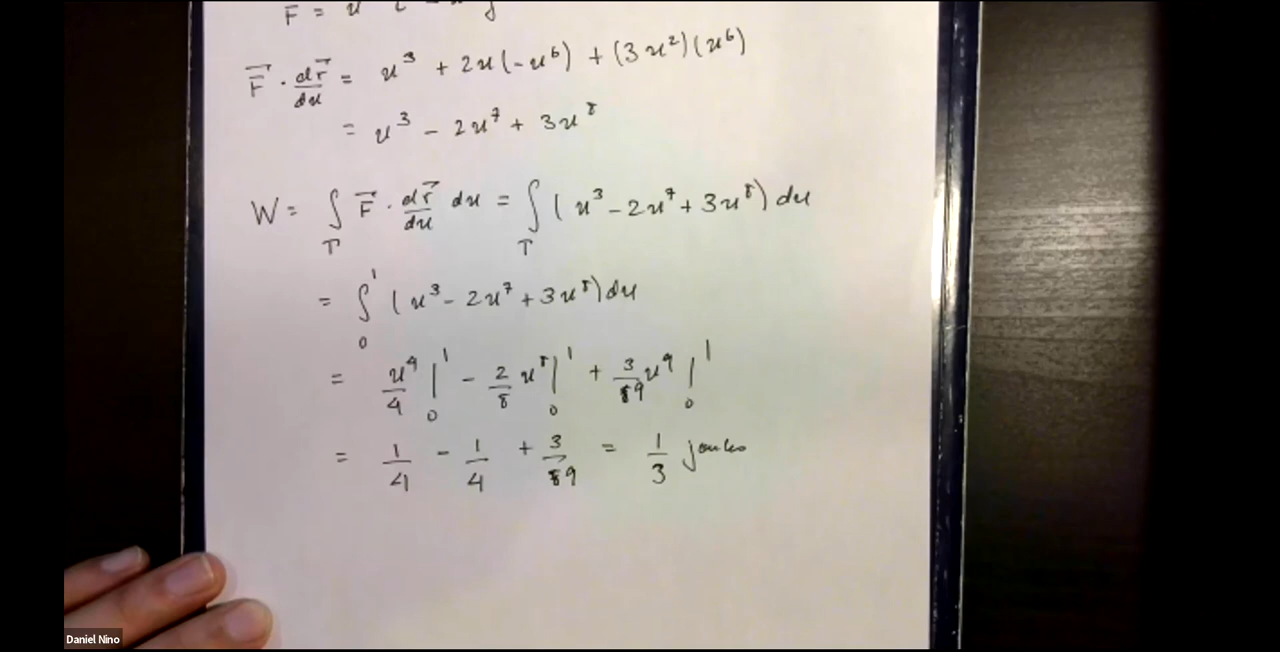 F = u
F⃗ · dr⃗/du = u³ + 2u(-u⁶) + (3u²)(u⁶)
= u³ - 2u⁷ + 3u⁸
W = ∫_Γ F⃗ · dr⃗/du du = ∫_Γ (u³ - 2u⁷ + 3u⁸) du
= ∫₀¹ (u³ - 2u⁷ + 3u⁸) du
= u⁴/4 |₀¹ - 2/8 u⁸ |₀¹ + 3/9 u⁹ |₀¹
= 1/4 - 1/4 + 3/9 = 1/3 joules
Daniel Nino